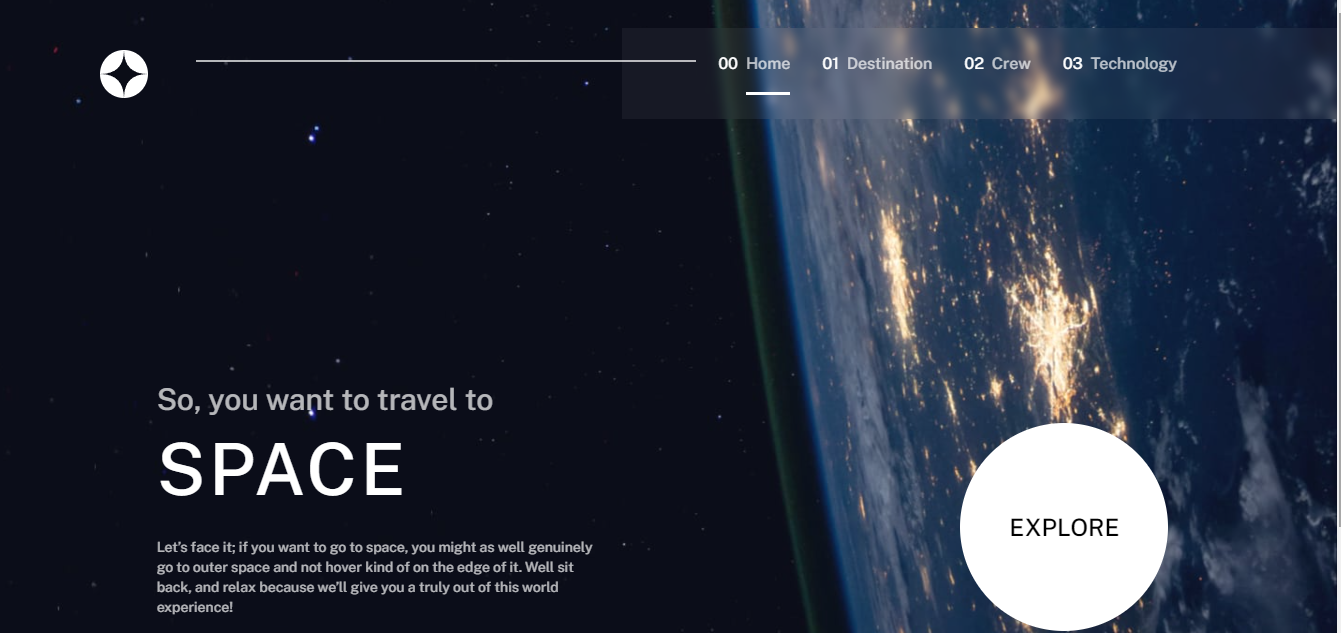 00 Home 01 Destination 02 Crew 03 Technology
So, you want to travel to
SPACE
Let’s face it; if you want to go to space, you might as well genuinely
go to outer space and not hover kind of on the edge of it. Well sit
back, and relax because we’ll give you a truly out of this world
experience!
EXPLORE